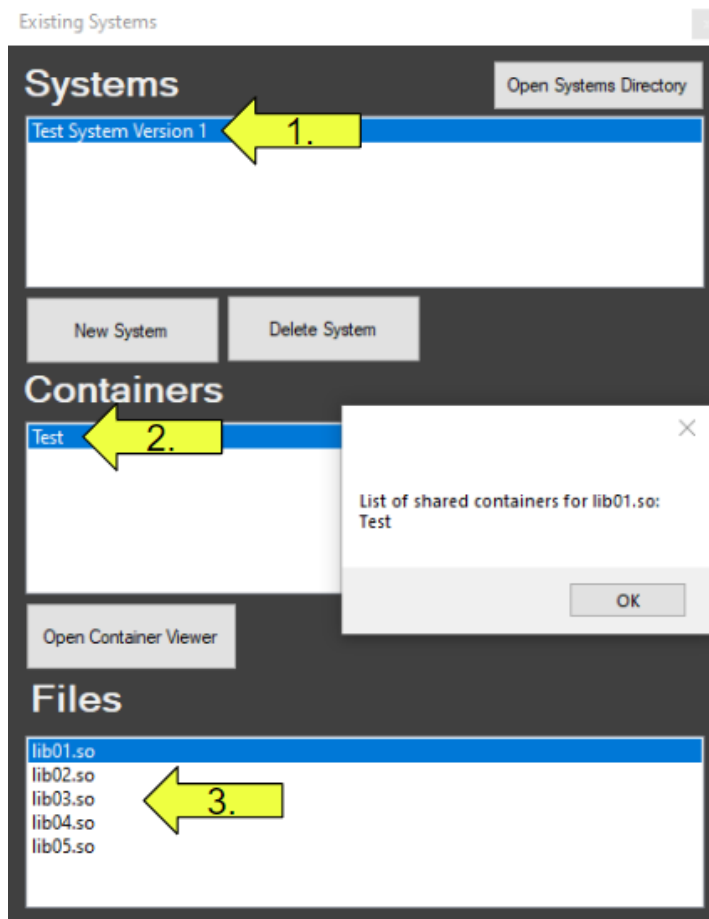 Existing Systems
Systems
Open Systems Directory
Test System Version 1
1.
New System
Delete System
Containers
Test
2.
List of shared containers for lib01.so:
Test
OK
Open Container Viewer
Files
lib01.so
lib02.so
lib03.so
3.
lib04.so
lib05.so